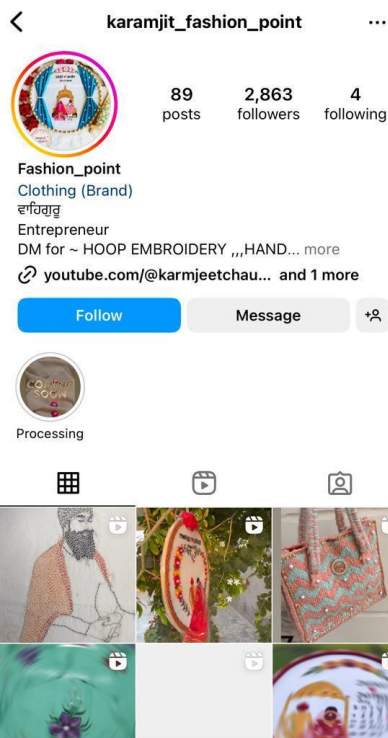 karamjit_fashion_point
89
2,863
4
posts
followers
following
Fashion_point
Clothing (Brand)
ਵਾਹਿਗੁਰੂ
Entrepreneur
DM for ~ HOOP EMBROIDERY ,,,HAND... more
youtube.com/@karmjeetchau... and 1 more
Follow
Message
COMING
SOON
Processing